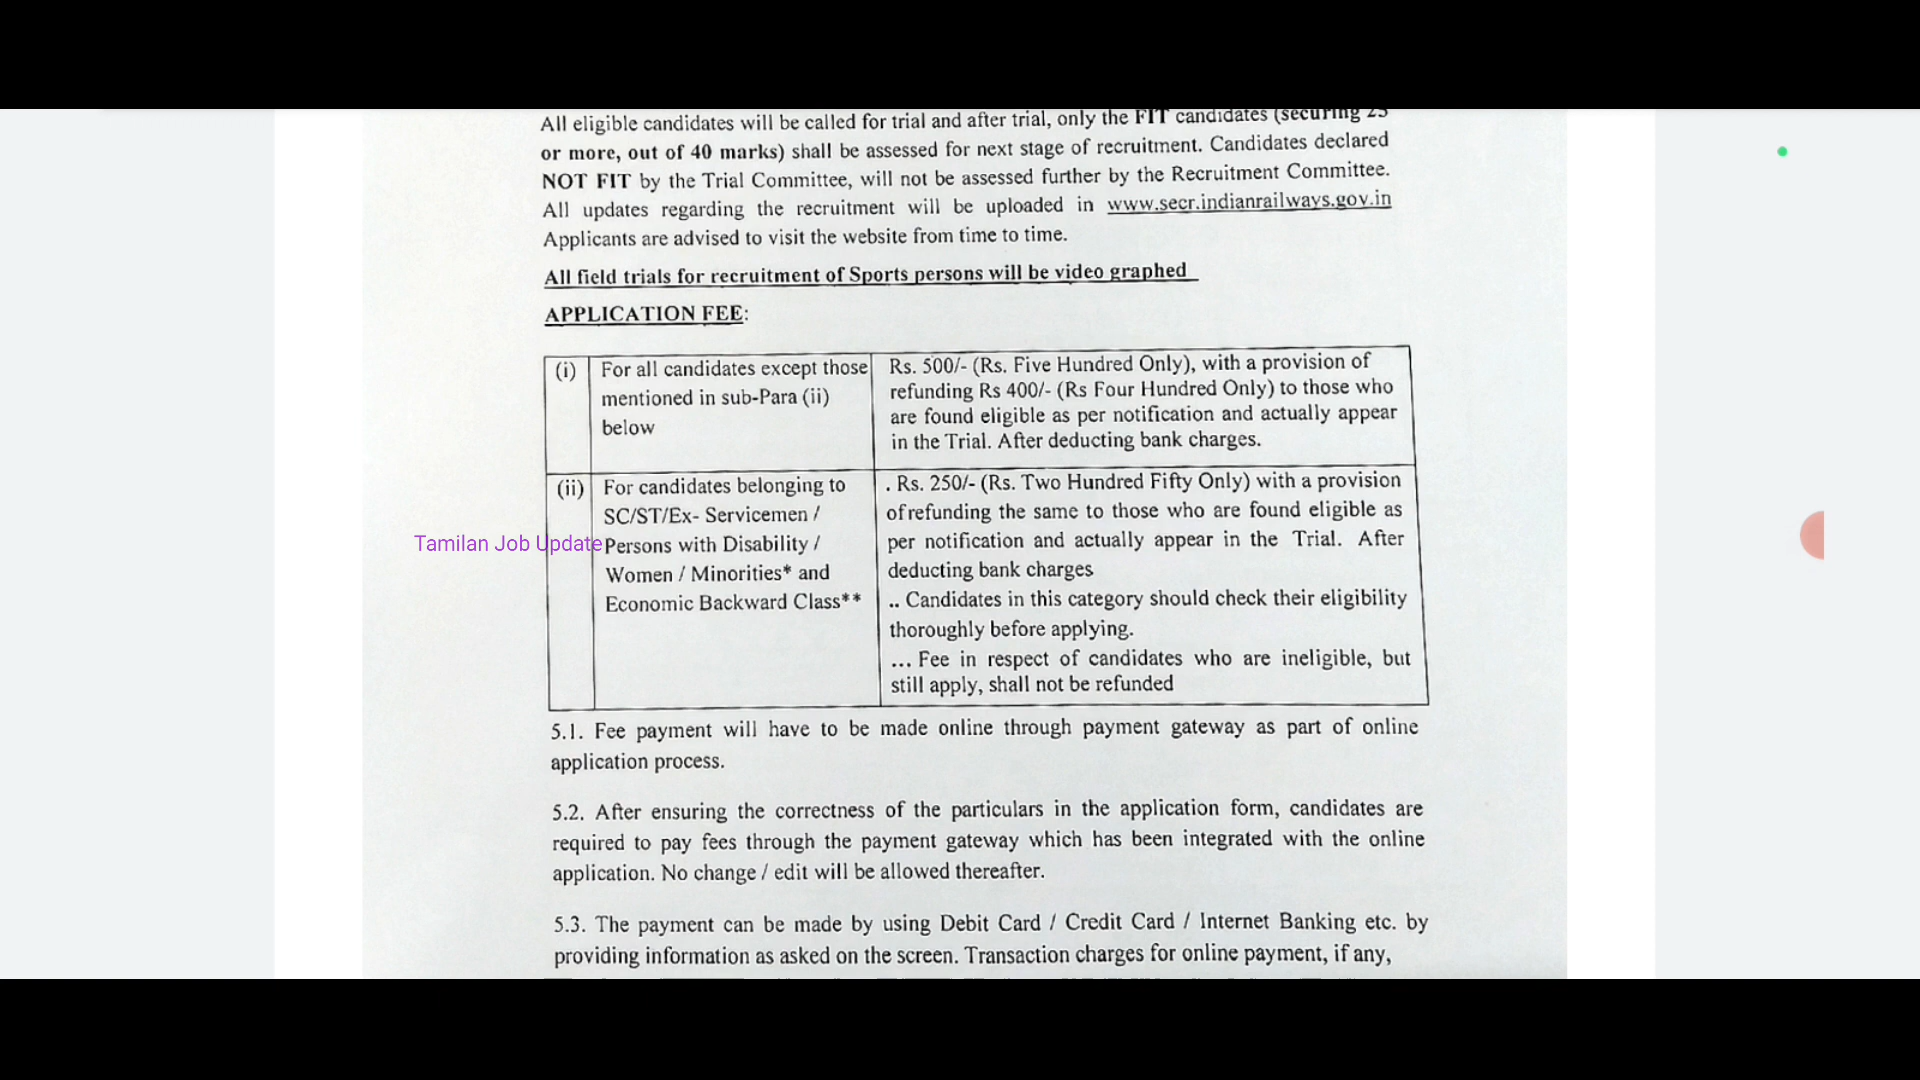 All eligible candidates will be called for trial and after trial, only the FIT candidates (securing 25
or more, out of 40 marks) shall be assessed for next stage of recruitment. Candidates declared
NOT FIT by the Trial Committee, will not be assessed further by the Recruitment Committee.
All updates regarding the recruitment will be uploaded in www.secr.indianrailways.gov.in
Applicants are advised to visit the website from time to time.
All field trials for recruitment of Sports persons will be video graphed
APPLICATION FEE:
(i) For all candidates except those
mentioned in sub-Para (ii)
below
Rs. 500/- (Rs. Five Hundred Only), with a provision of
refunding Rs 400/- (Rs Four Hundred Only) to those who
are found eligible as per notification and actually appear
in the Trial. After deducting bank charges.
(ii) For candidates belonging to
SC/ST/Ex- Servicemen /
Persons with Disability /
Women / Minorities* and
Economic Backward Class**
. Rs. 250/- (Rs. Two Hundred Fifty Only) with a provision
of refunding the same to those who are found eligible as
per notification and actually appear in the Trial. After
deducting bank charges
.. Candidates in this category should check their eligibility
thoroughly before applying.
... Fee in respect of candidates who are ineligible, but
still apply, shall not be refunded
Tamilan Job Update
5.1. Fee payment will have to be made online through payment gateway as part of online
application process.
5.2. After ensuring the correctness of the particulars in the application form, candidates are
required to pay fees through the payment gateway which has been integrated with the online
application. No change / edit will be allowed thereafter.
5.3. The payment can be made by using Debit Card / Credit Card / Internet Banking etc. by
providing information as asked on the screen. Transaction charges for online payment, if any,